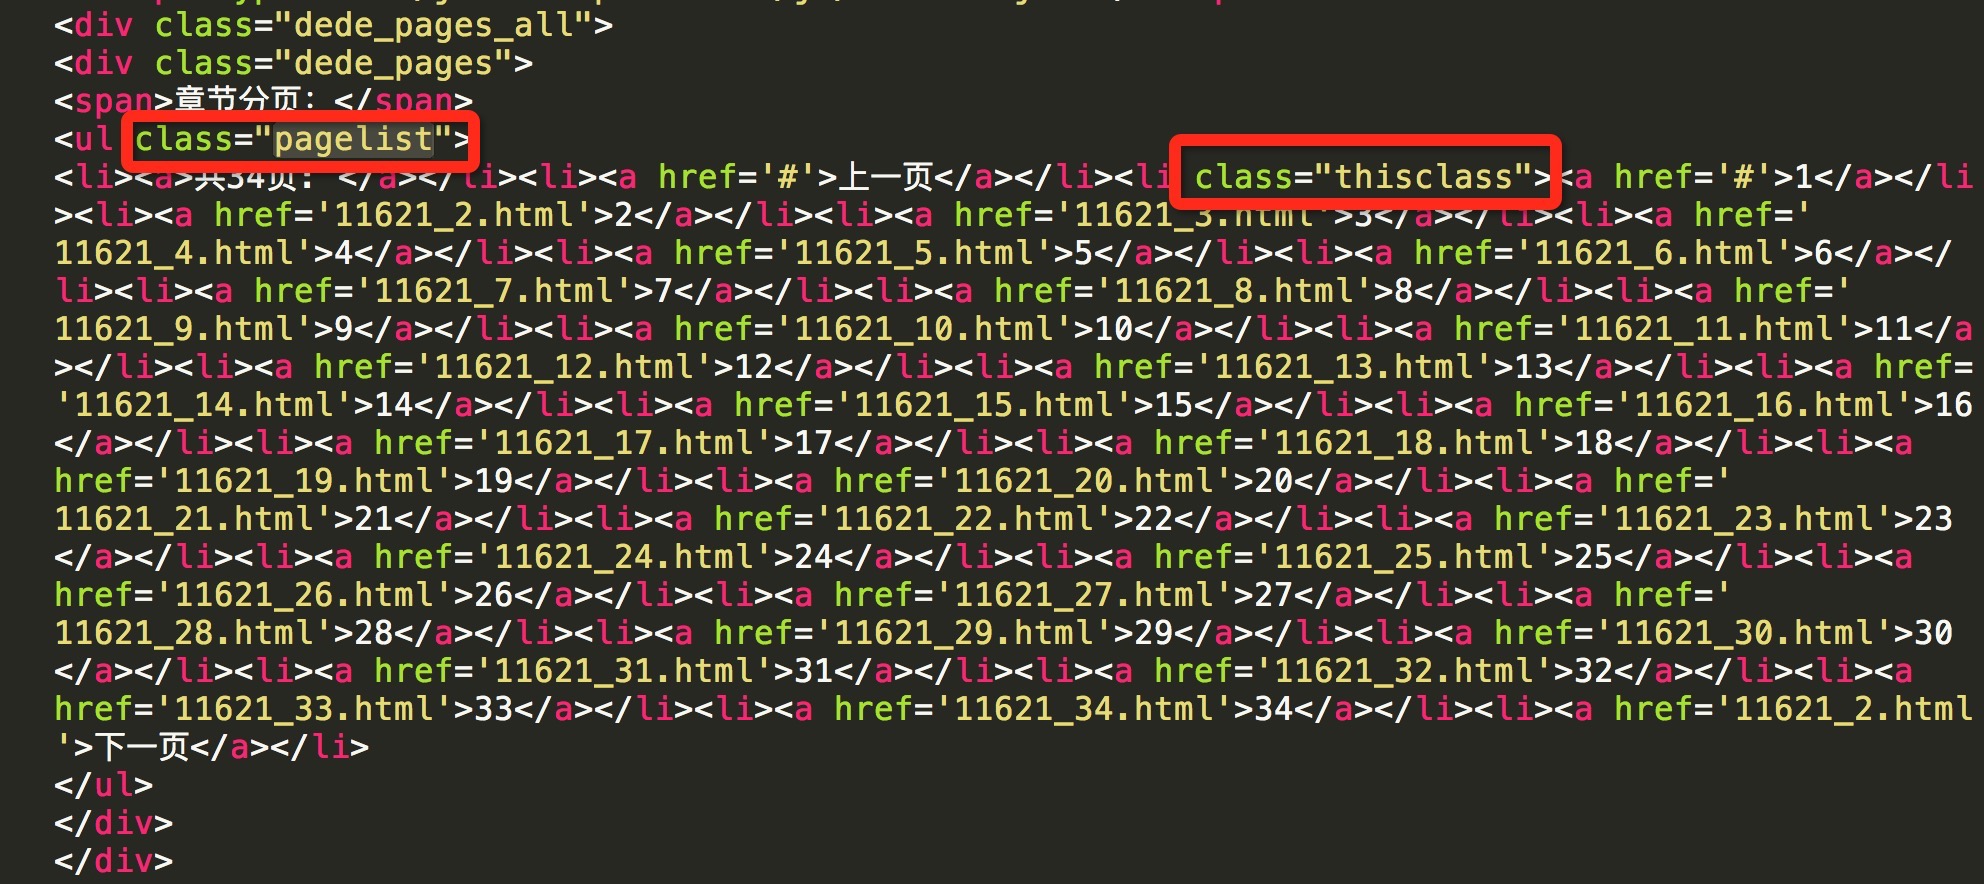 <div class="dede_pages_all">
<div class="dede_pages">
<span>章节分页：</span>
<ul class="pagelist">
<li><a>共34页: </a></li><li><a href='#'>上一页</a></li><li class="thisclass"><a href='#'>1</a></li
><li><a href='11621_2.html'>2</a></li><li><a href='11621_3.html'>3</a></li><li><a href='
11621_4.html'>4</a></li><li><a href='11621_5.html'>5</a></li><li><a href='11621_6.html'>6</a></
li><li><a href='11621_7.html'>7</a></li><li><a href='11621_8.html'>8</a></li><li><a href='
11621_9.html'>9</a></li><li><a href='11621_10.html'>10</a></li><li><a href='11621_11.html'>11</a
></li><li><a href='11621_12.html'>12</a></li><li><a href='11621_13.html'>13</a></li><li><a href=
'11621_14.html'>14</a></li><li><a href='11621_15.html'>15</a></li><li><a href='11621_16.html'>16
</a></li><li><a href='11621_17.html'>17</a></li><li><a href='11621_18.html'>18</a></li><li><a
href='11621_19.html'>19</a></li><li><a href='11621_20.html'>20</a></li><li><a href='
11621_21.html'>21</a></li><li><a href='11621_22.html'>22</a></li><li><a href='11621_23.html'>23
</a></li><li><a href='11621_24.html'>24</a></li><li><a href='11621_25.html'>25</a></li><li><a
href='11621_26.html'>26</a></li><li><a href='11621_27.html'>27</a></li><li><a href='
11621_28.html'>28</a></li><li><a href='11621_29.html'>29</a></li><li><a href='11621_30.html'>30
</a></li><li><a href='11621_31.html'>31</a></li><li><a href='11621_32.html'>32</a></li><li><a
href='11621_33.html'>33</a></li><li><a href='11621_34.html'>34</a></li><li><a href='11621_2.html
'>下一页</a></li>
</ul>
</div>
</div>